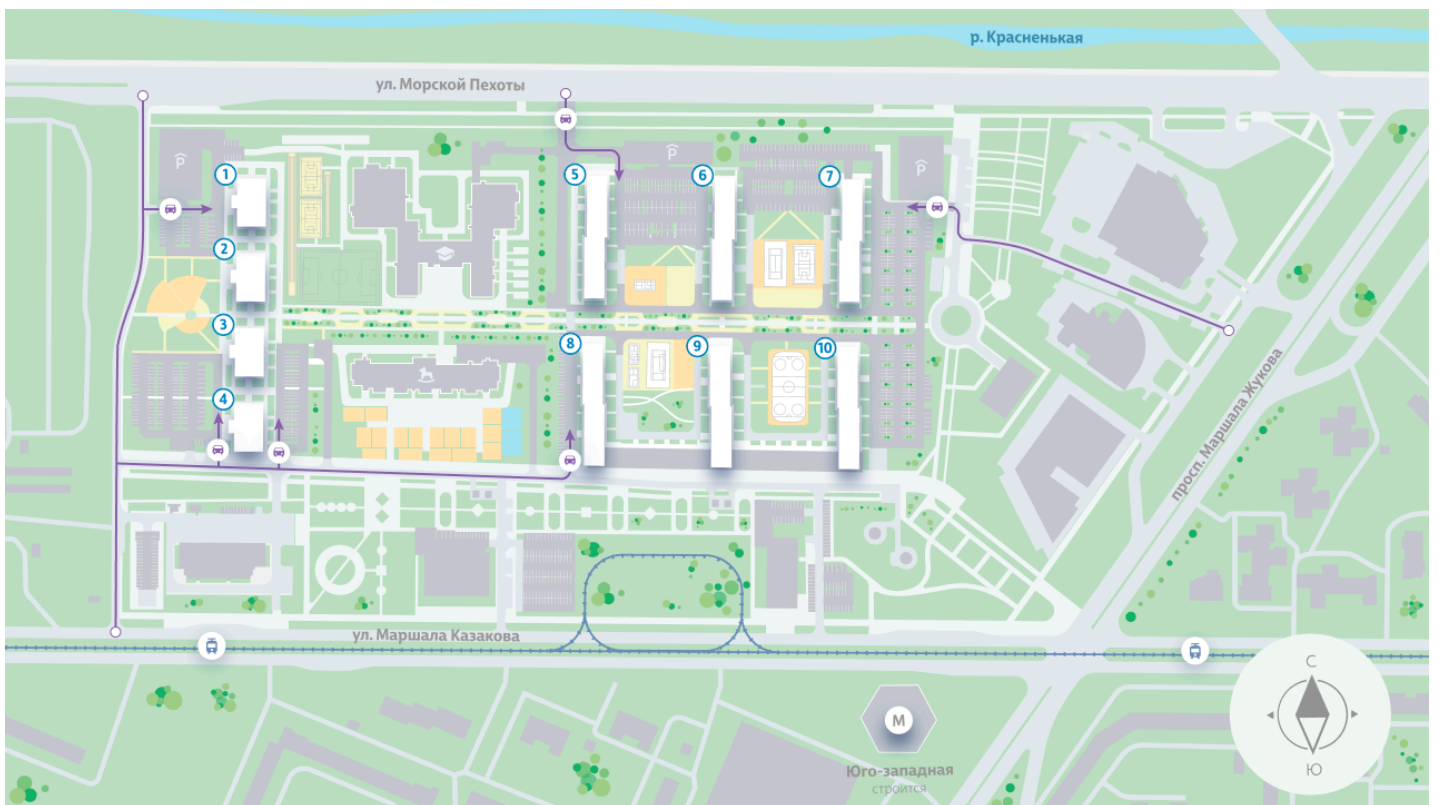 р. Красненькая
ул. Морской Пехоты
P
P
P
1
5
6
7
2
3
8
9
10
4
просп. Маршала Жукова
ул. Маршала Казакова
С
М
Юго-западная
строится
Ю